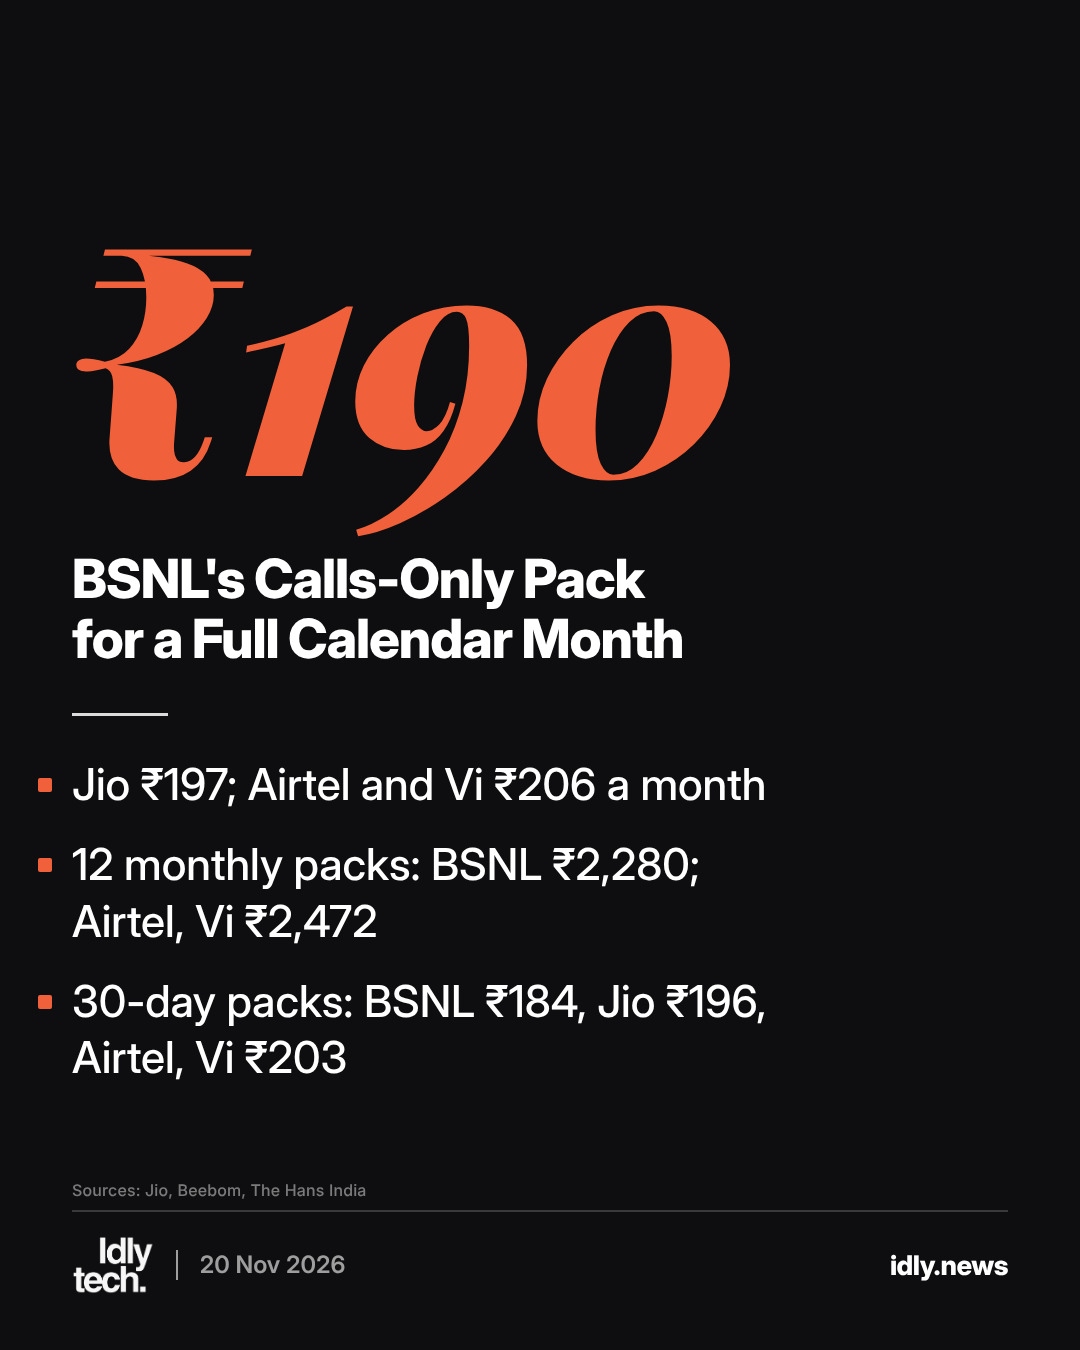 ₹190
BSNL's Calls-Only Pack
for a Full Calendar Month
Jio ₹197; Airtel and Vi ₹206 a month
12 monthly packs: BSNL ₹2,280;
Airtel, Vi ₹2,472
30-day packs: BSNL ₹184, Jio ₹196,
Airtel, Vi ₹203
Sources: Jio, Beebom, The Hans India
Idly
tech.
20 Nov 2026
idly.news